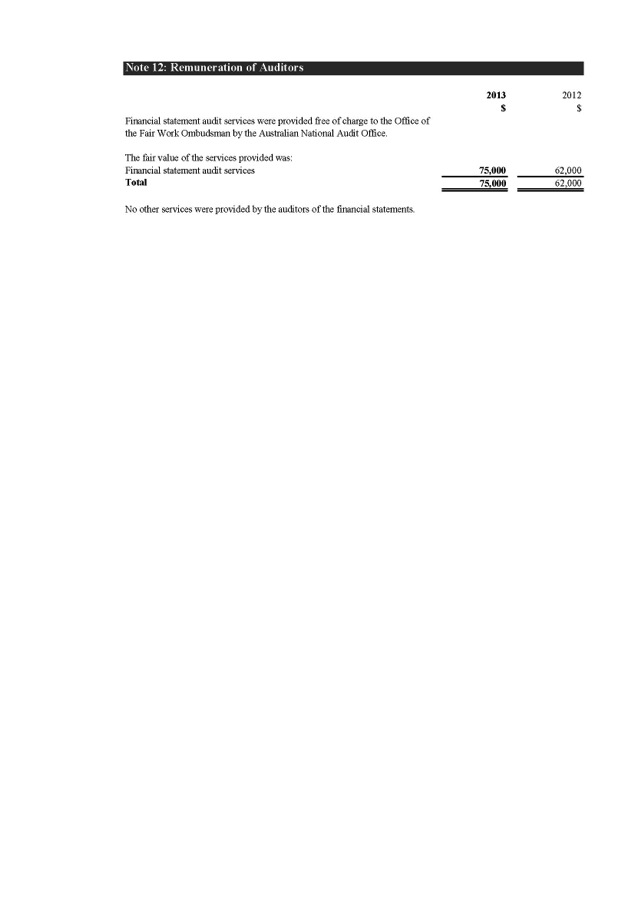 Note 12: Remuneration of Auditors
2013 2012
$ $
Financial statement audit services were provided free of charge to the Office of
the Fair Work Ombudsman by the Australian National Audit Office.
The fair value of the services provided was:
Financial statement audit services 75,000 62,000
Total 75,000 62,000
No other services were provided by the auditors of the financial statements.